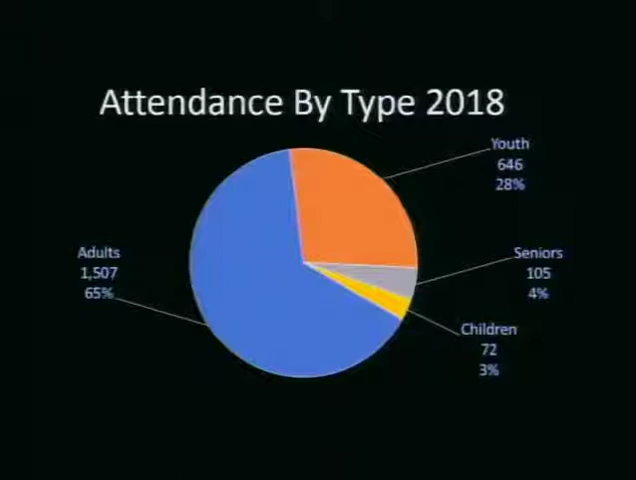 Attendance By Type 2018
Youth
646
28%
Adults
1,507
65%
Seniors
105
4%
Children
72
3%